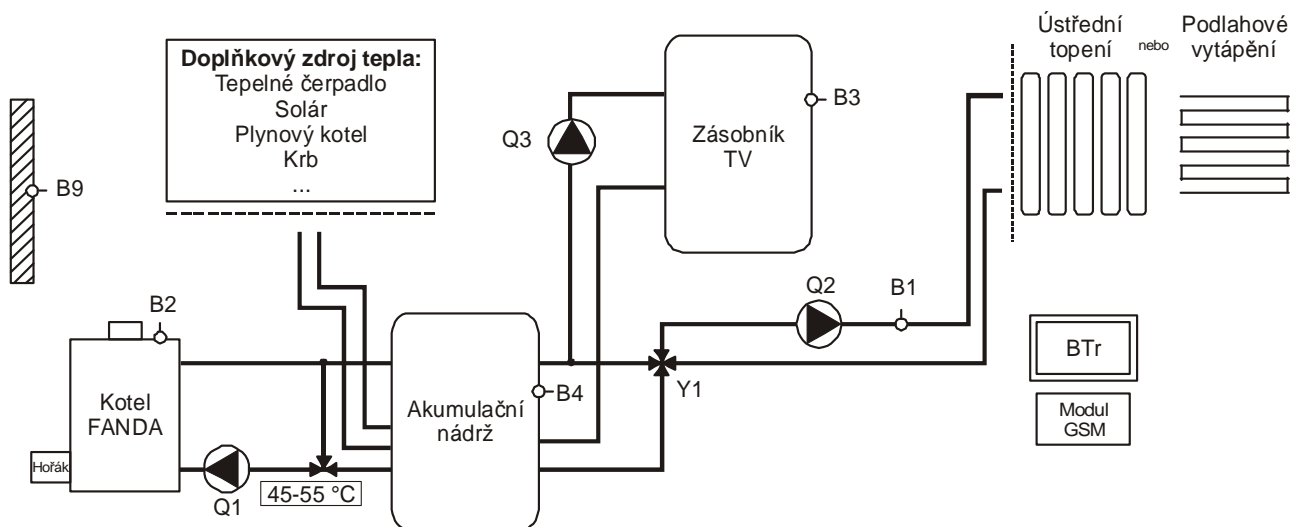 Doplňkový zdroj tepla:
Tepelné čerpadlo
Solár
Plynový kotel
Krb
...
Ústřední
topení
nebo
Podlahové
vytápění
Q3
Zásobník
TV
B3
B9
B2
Q2
B1
BTr
Kotel
FANDA
Akumulační
nádrž
B4
Y1
Modul
GSM
Hořák
Q1
45-55 °C